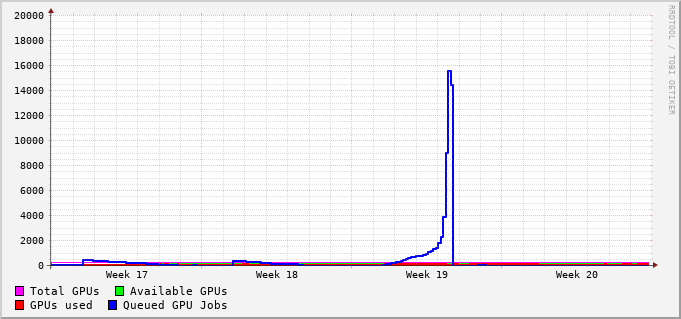 20000
18000
16000
14000
12000
10000
8000
6000
4000
2000
0
Week 17 Week 18 Week 19 Week 20
Total GPUs Available GPUs
GPUs used Queued GPU Jobs
RRDTOOL / TOBI OETIKER